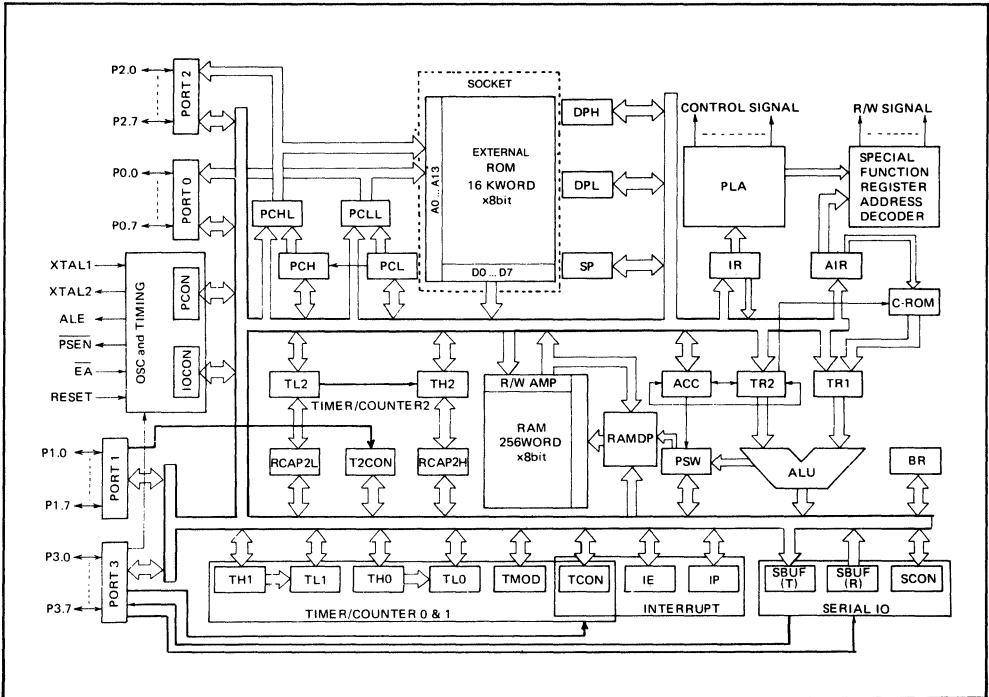 P2.0
P2.7
PORT 2
P0.0
P0.7
PORT 0
XTAL1
XTAL2
ALE
PSEN
EA
RESET
OSC and TIMING
PCON
IOCON
P1.0
P1.7
PORT 1
P3.0
P3.7
PORT 3
PCHL
PCLL
PCH
PCL
SOCKET
A0 ... A13
EXTERNAL
ROM
16 KWORD
x8bit
D0 ... D7
DPH
DPL
SP
CONTROL SIGNAL
R/W SIGNAL
PLA
SPECIAL
FUNCTION
REGISTER
ADDRESS
DECODER
IR
AIR
C-ROM
TL2
TH2
TIMER/COUNTER2
RCAP2L
T2CON
RCAP2H
R/W AMP
RAM
256WORD
x8bit
RAMDP
ACC
TR2
TR1
PSW
ALU
BR
TH1
TL1
TH0
TL0
TMOD
TCON
IE
IP
TIMER/COUNTER 0 & 1
INTERRUPT
SBUF
(T)
SBUF
(R)
SCON
SERIAL IO